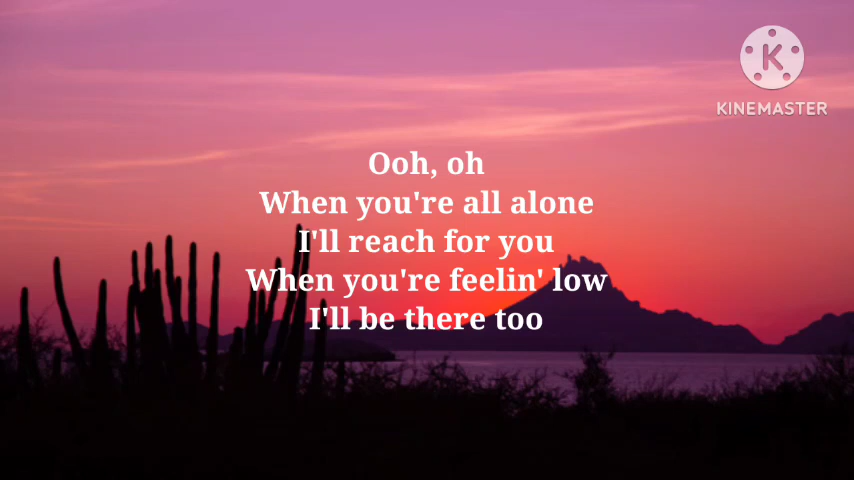 KINEMASTER
Ooh, oh
When you're all alone
I'll reach for you
When you're feelin' low
I'll be there too